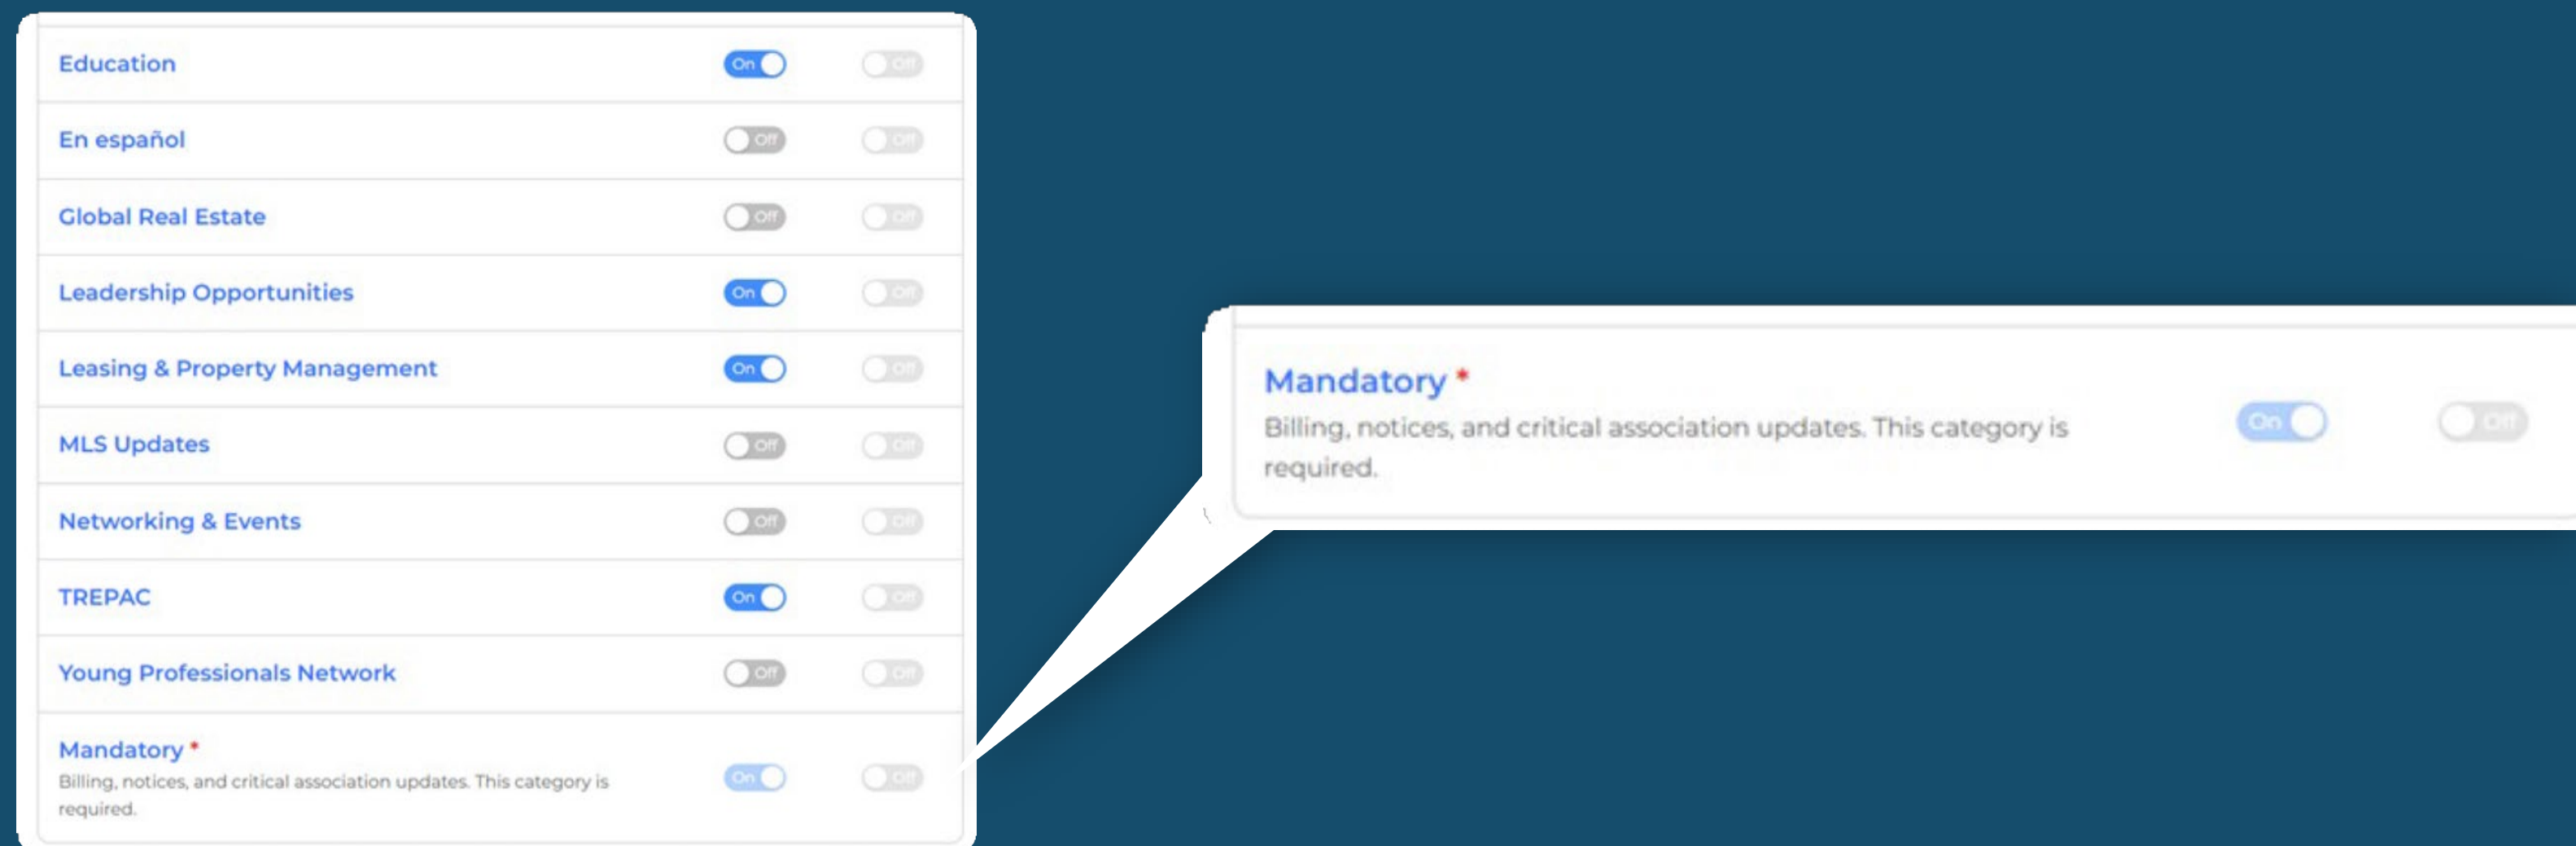 Education On Off
En español Off Off
Global Real Estate Off Off
Leadership Opportunities On Off
Leasing & Property Management On Off
MLS Updates Off Off
Networking & Events Off Off
TREPAC On Off
Young Professionals Network Off Off
Mandatory *
Billing, notices, and critical association updates. This category is On Off
required.
Mandatory *
Billing, notices, and critical association updates. This category is On Off
required.